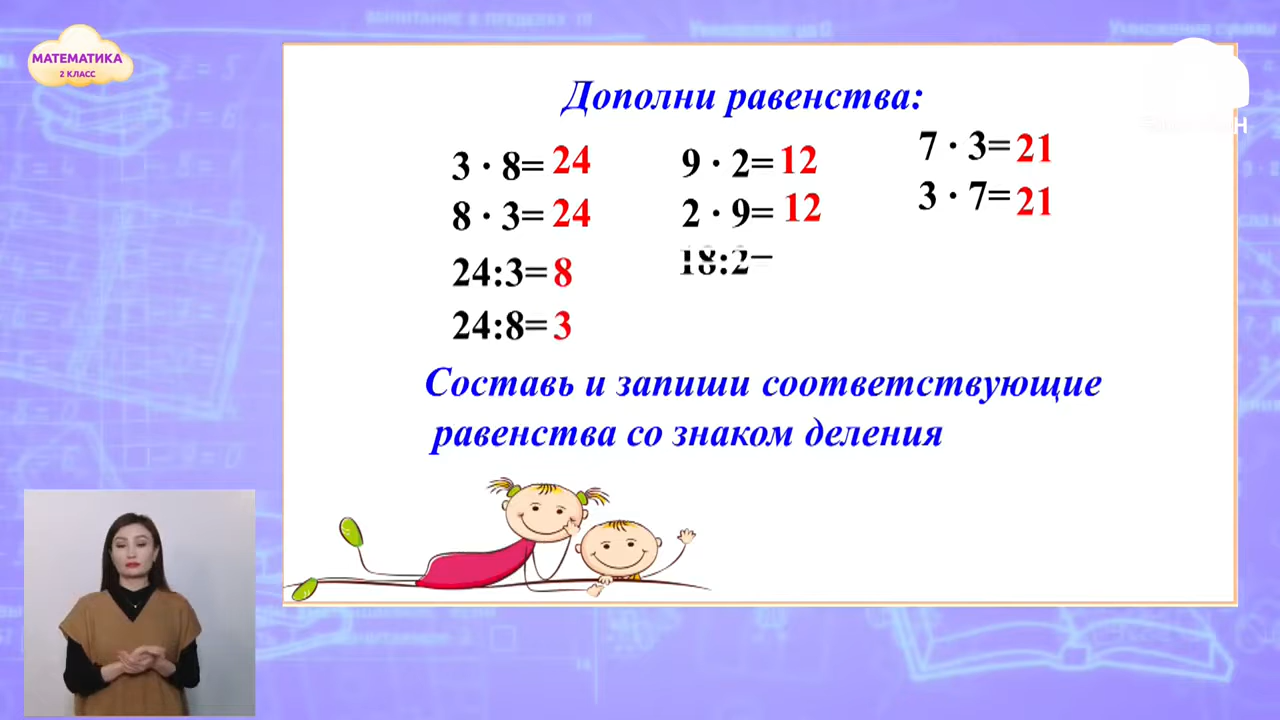 МАТЕМАТИКА
2 КЛАСС
Дополни равенства:
3 · 8= 24
8 · 3= 24
24:3= 8
24:8= 3
9 · 2= 12
2 · 9= 12
18:2=
7 · 3= 21
3 · 7= 21
Составь и запиши соответствующие
равенства со знаком деления